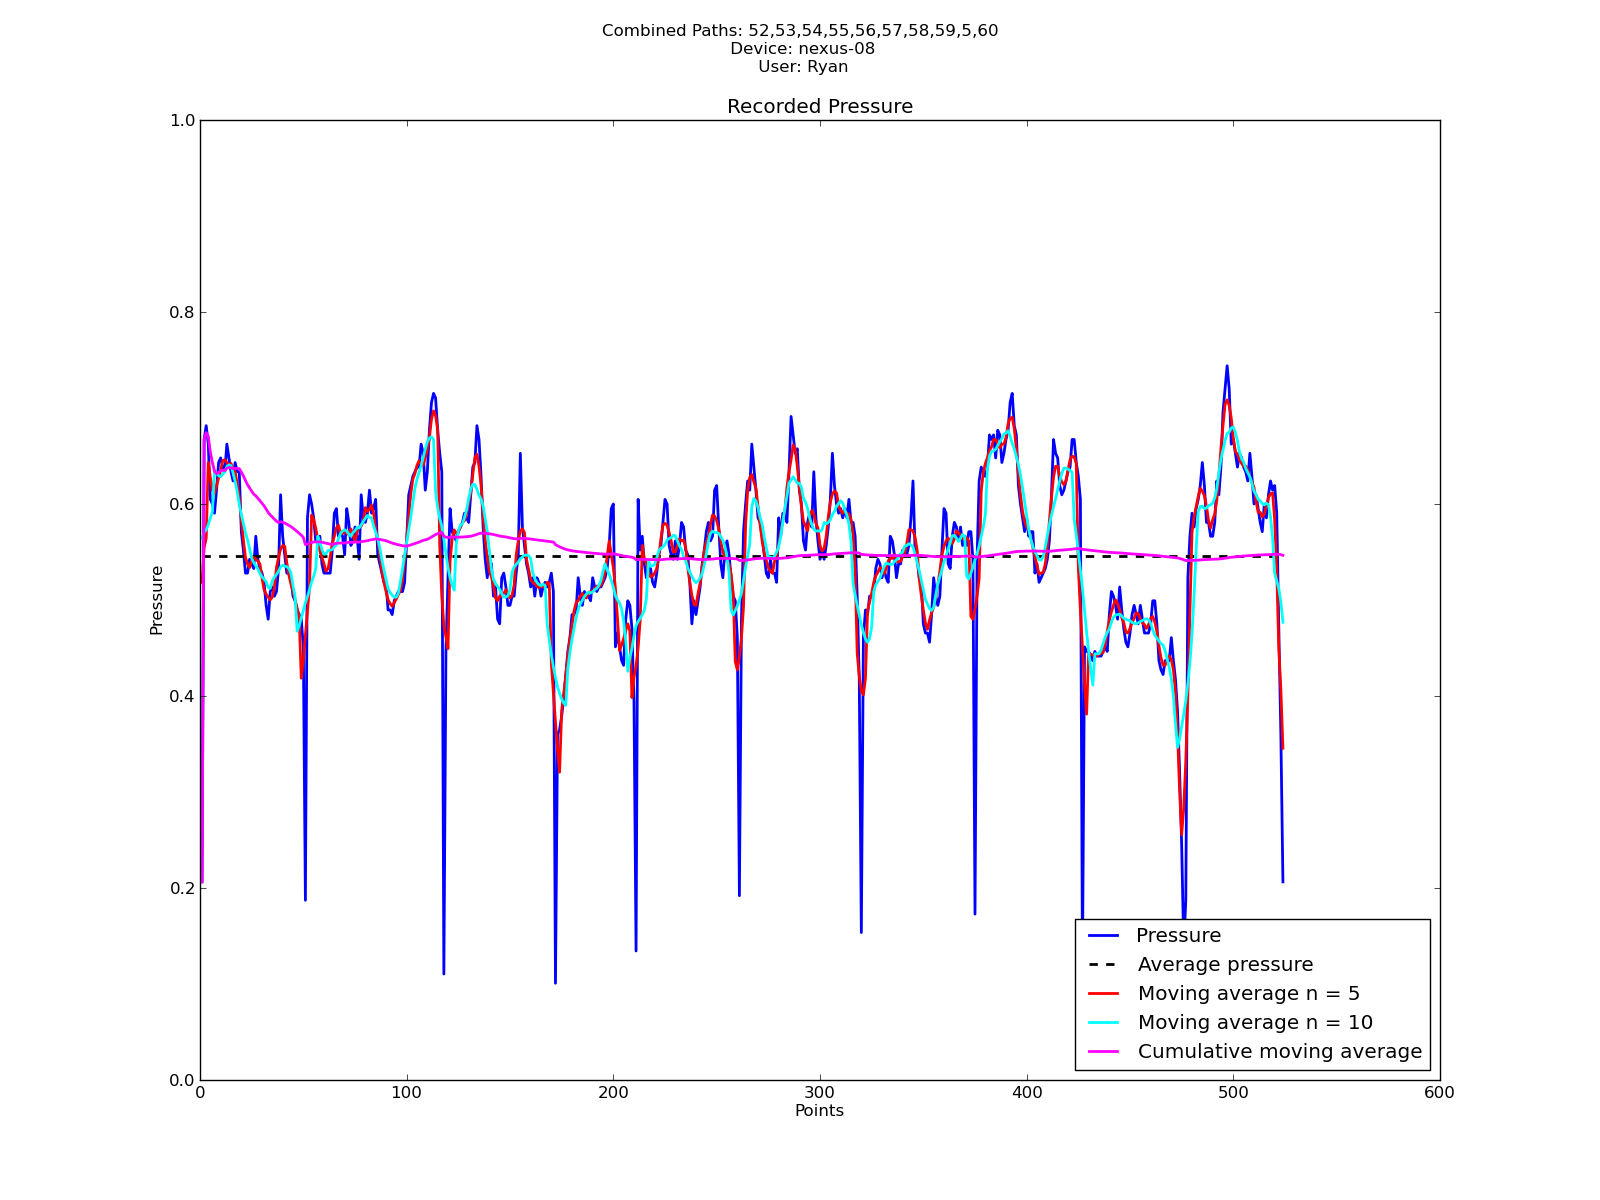 Combined Paths: 52,53,54,55,56,57,58,59,5,60
Device: nexus-08
User: Ryan
Recorded Pressure
1.0
0.8
0.6
0.4
0.2
0.0
Pressure
0
100
200
300
400
500
600
Points
Pressure
Average pressure
Moving average n = 5
Moving average n = 10
Cumulative moving average